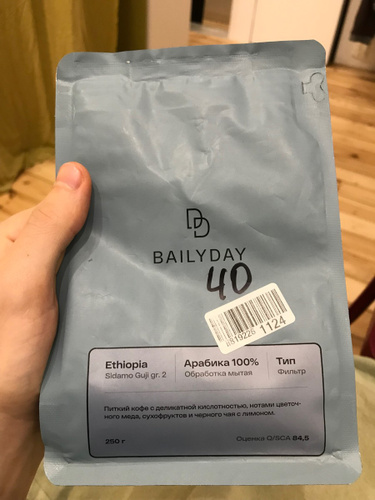 BAILYDAY
40
1124
Ethiopia
Sidamo Guji gr. 2
Арабика 100%
Обработка мытая
Тип
Фильтр
Питкий кофе с деликатной кислотностью, нотами цветоч-
ного меда, сухофруктов и черного чая с лимоном.
250 г
Оценка Q/SCA 84,5